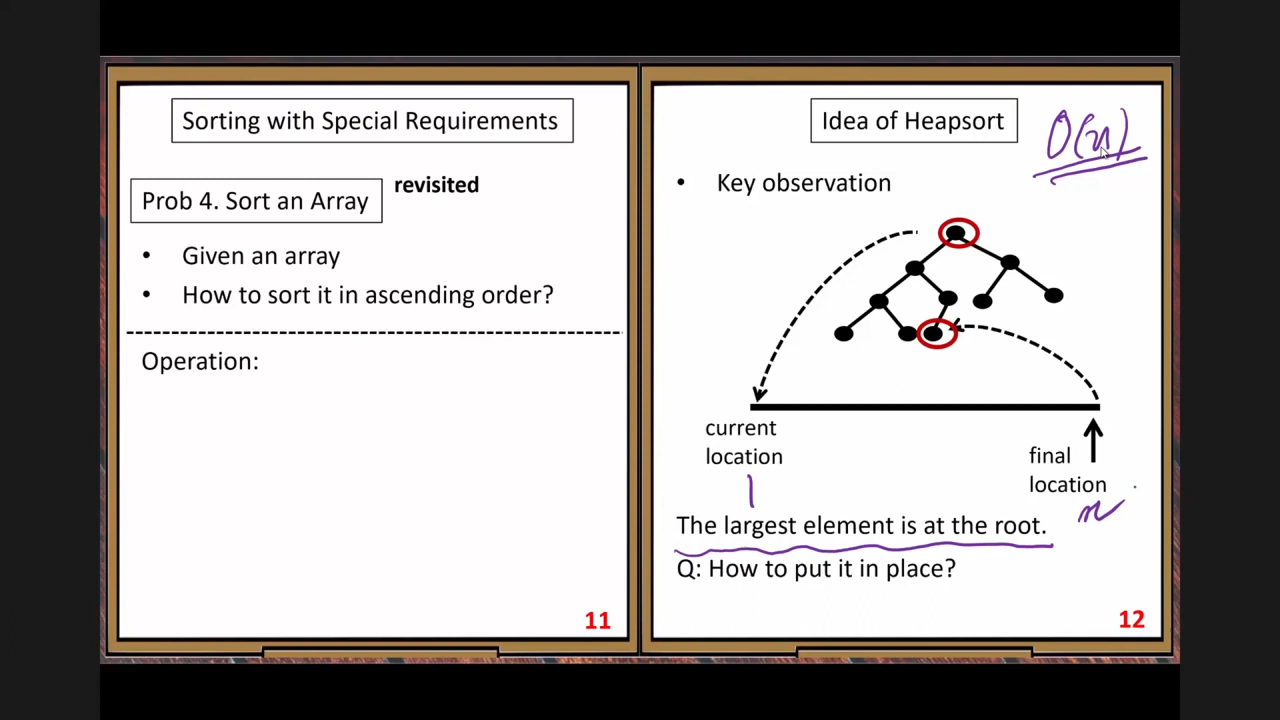 Sorting with Special Requirements
revisited
Prob 4. Sort an Array
• Given an array
• How to sort it in ascending order?
Operation:
11
Idea of Heapsort
O(n)
• Key observation
current
location
final
location
1
n
The largest element is at the root.
Q: How to put it in place?
12